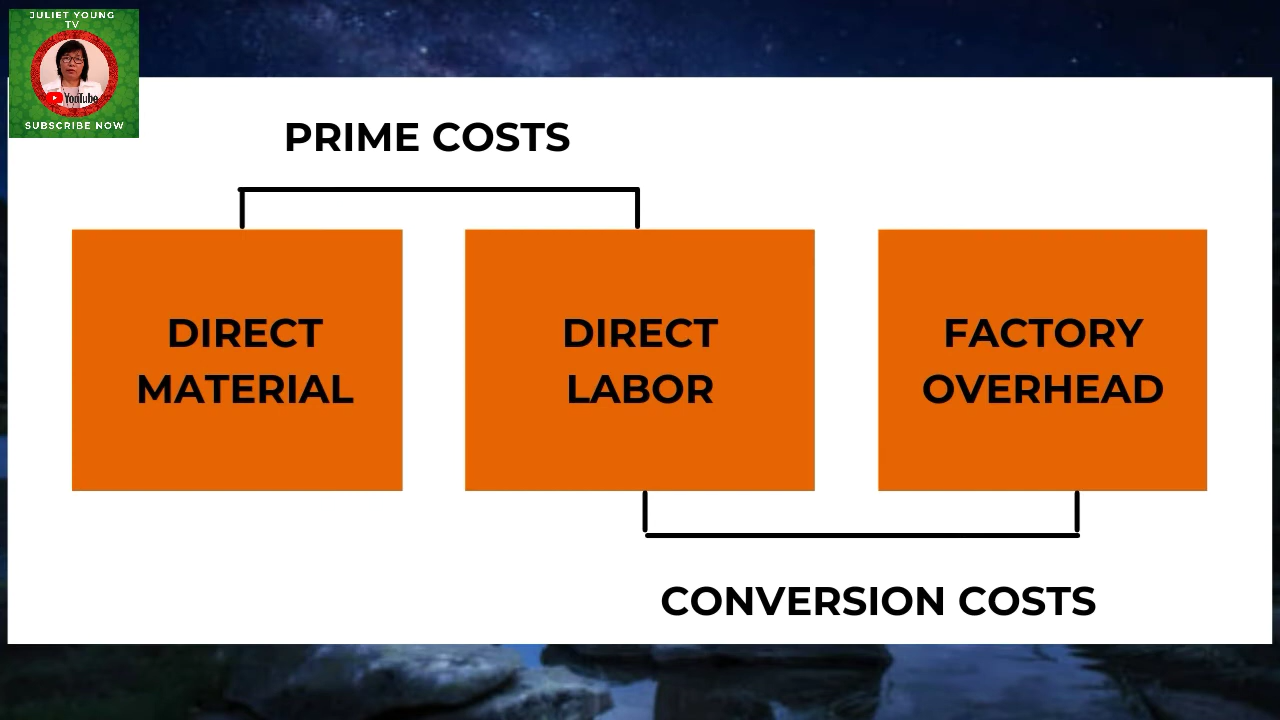 JULIET YOUNG
TV
YouTube
SUBSCRIBE NOW
PRIME COSTS
DIRECT
MATERIAL
DIRECT
LABOR
FACTORY
OVERHEAD
CONVERSION COSTS